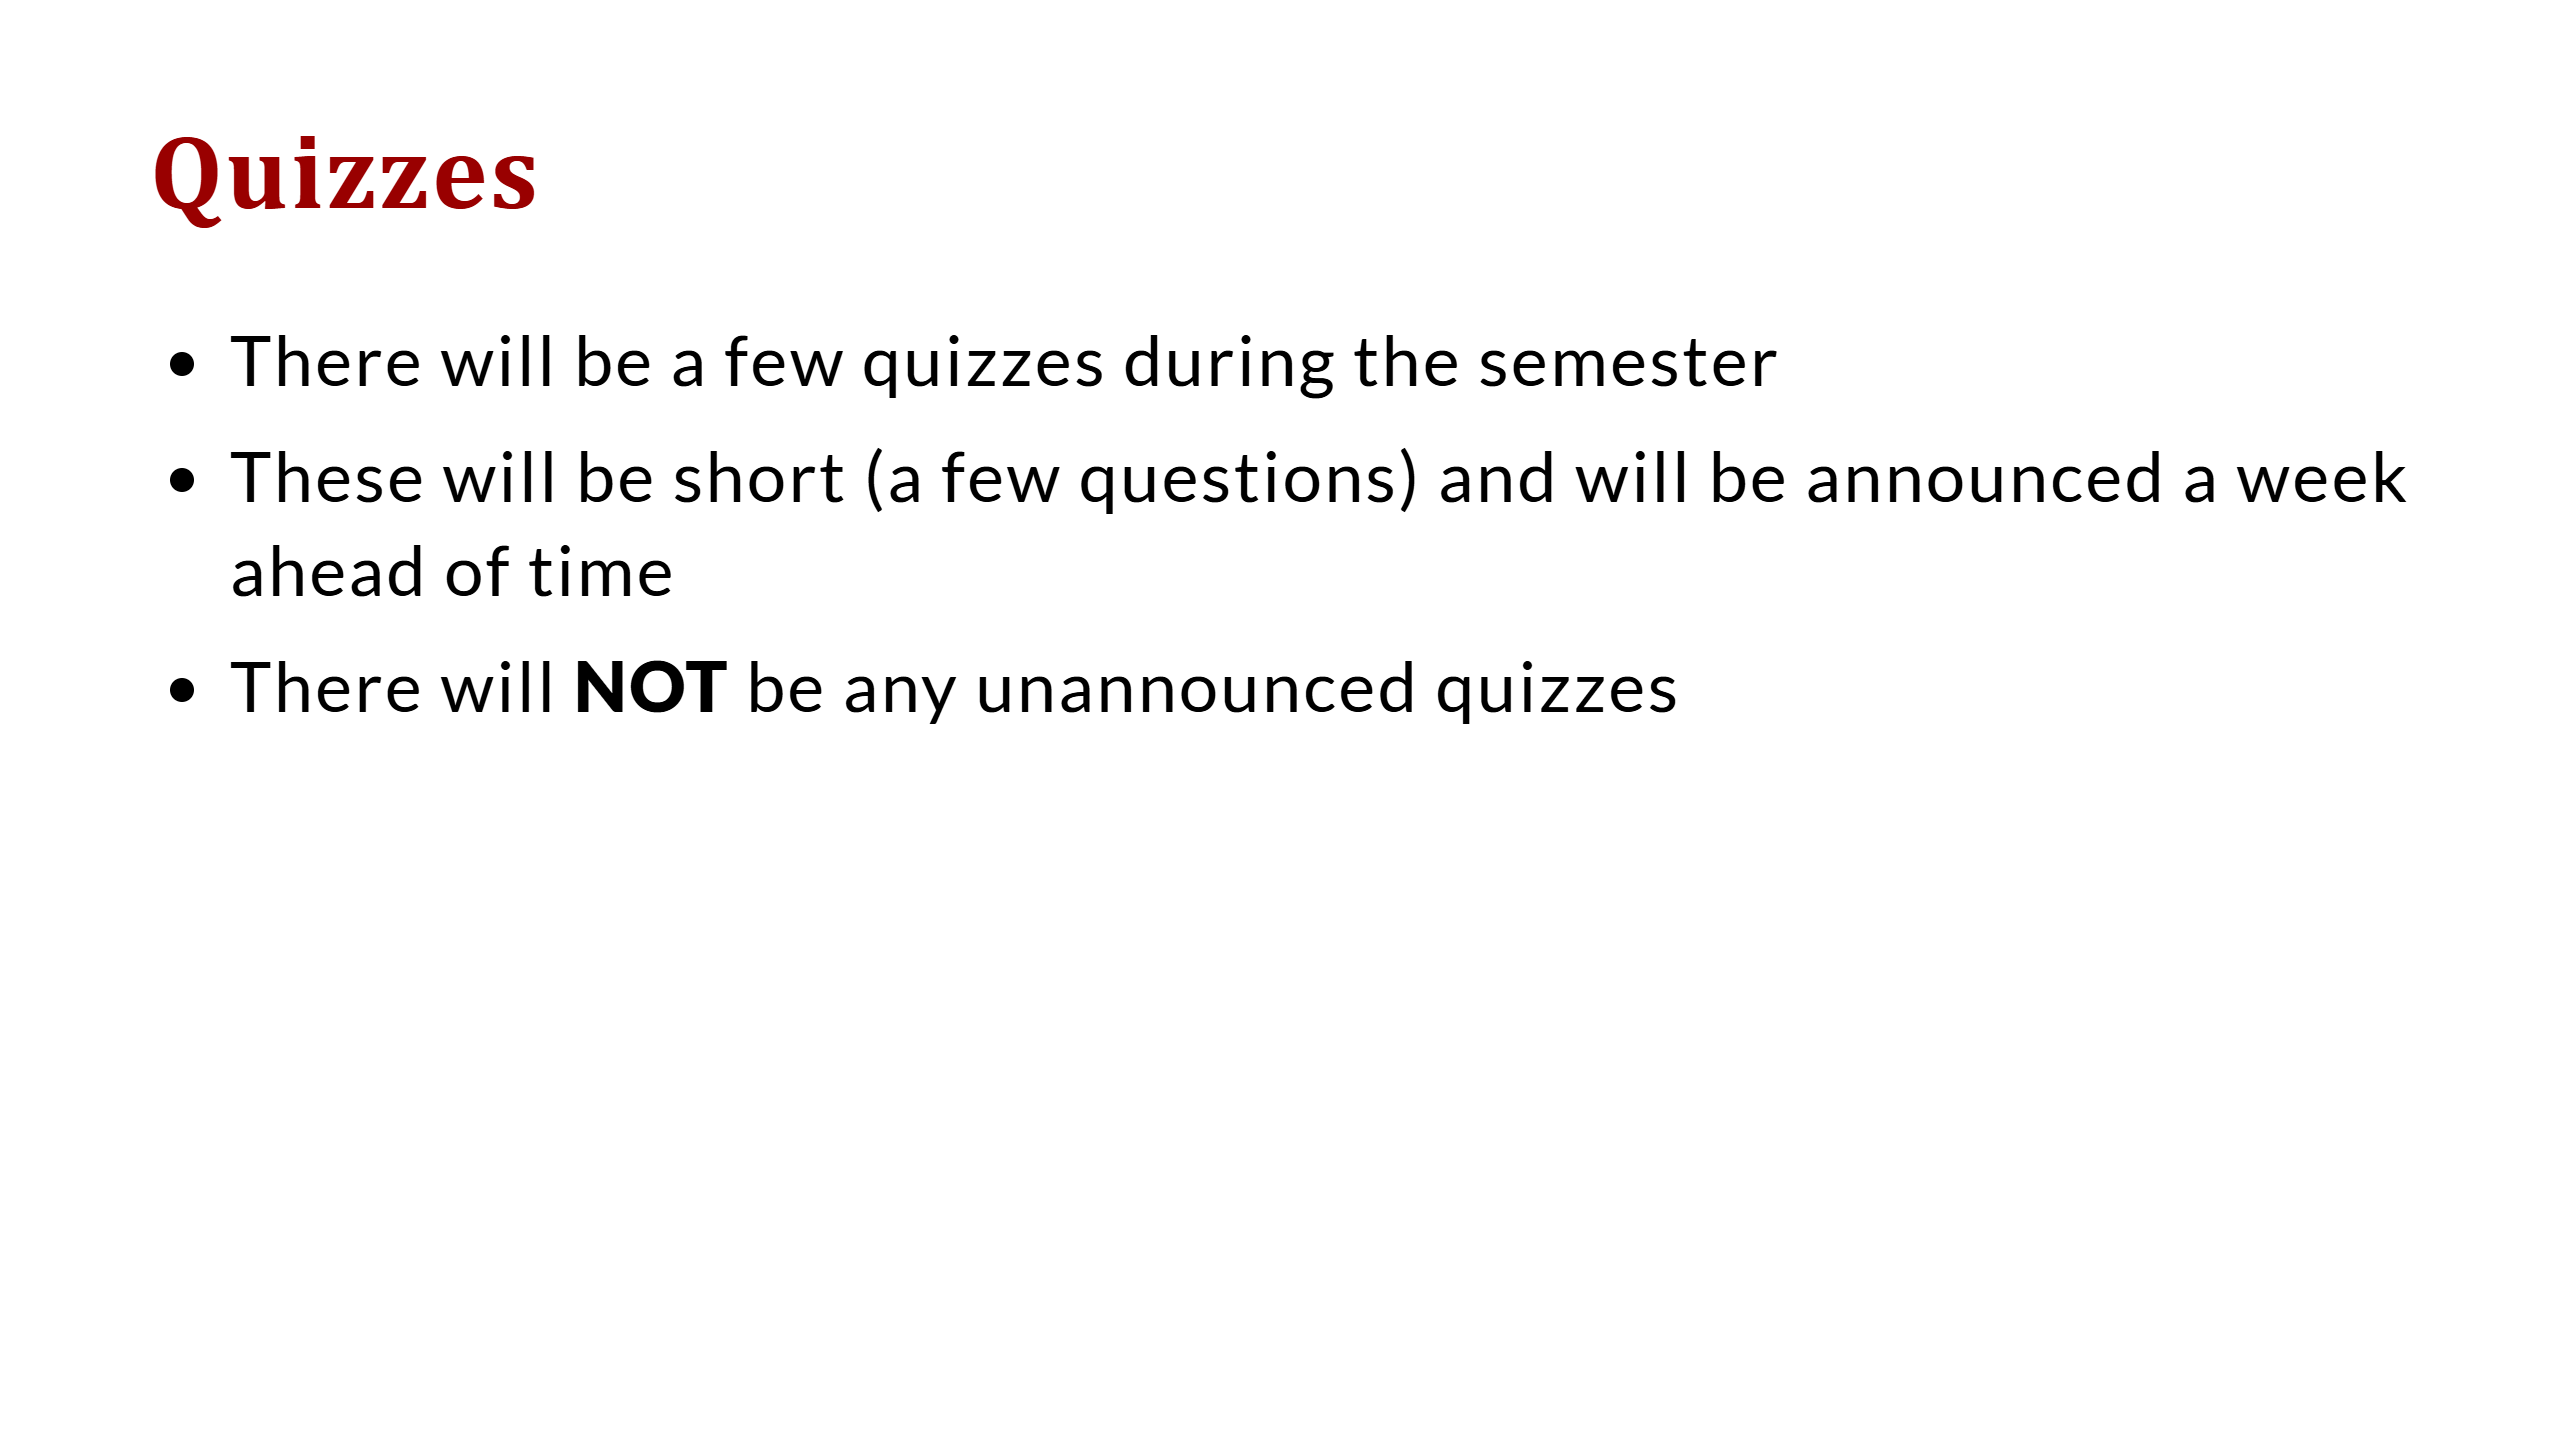 Quizzes
• There will be a few quizzes during the semester
• These will be short (a few questions) and will be announced a week
ahead of time
• There will NOT be any unannounced quizzes